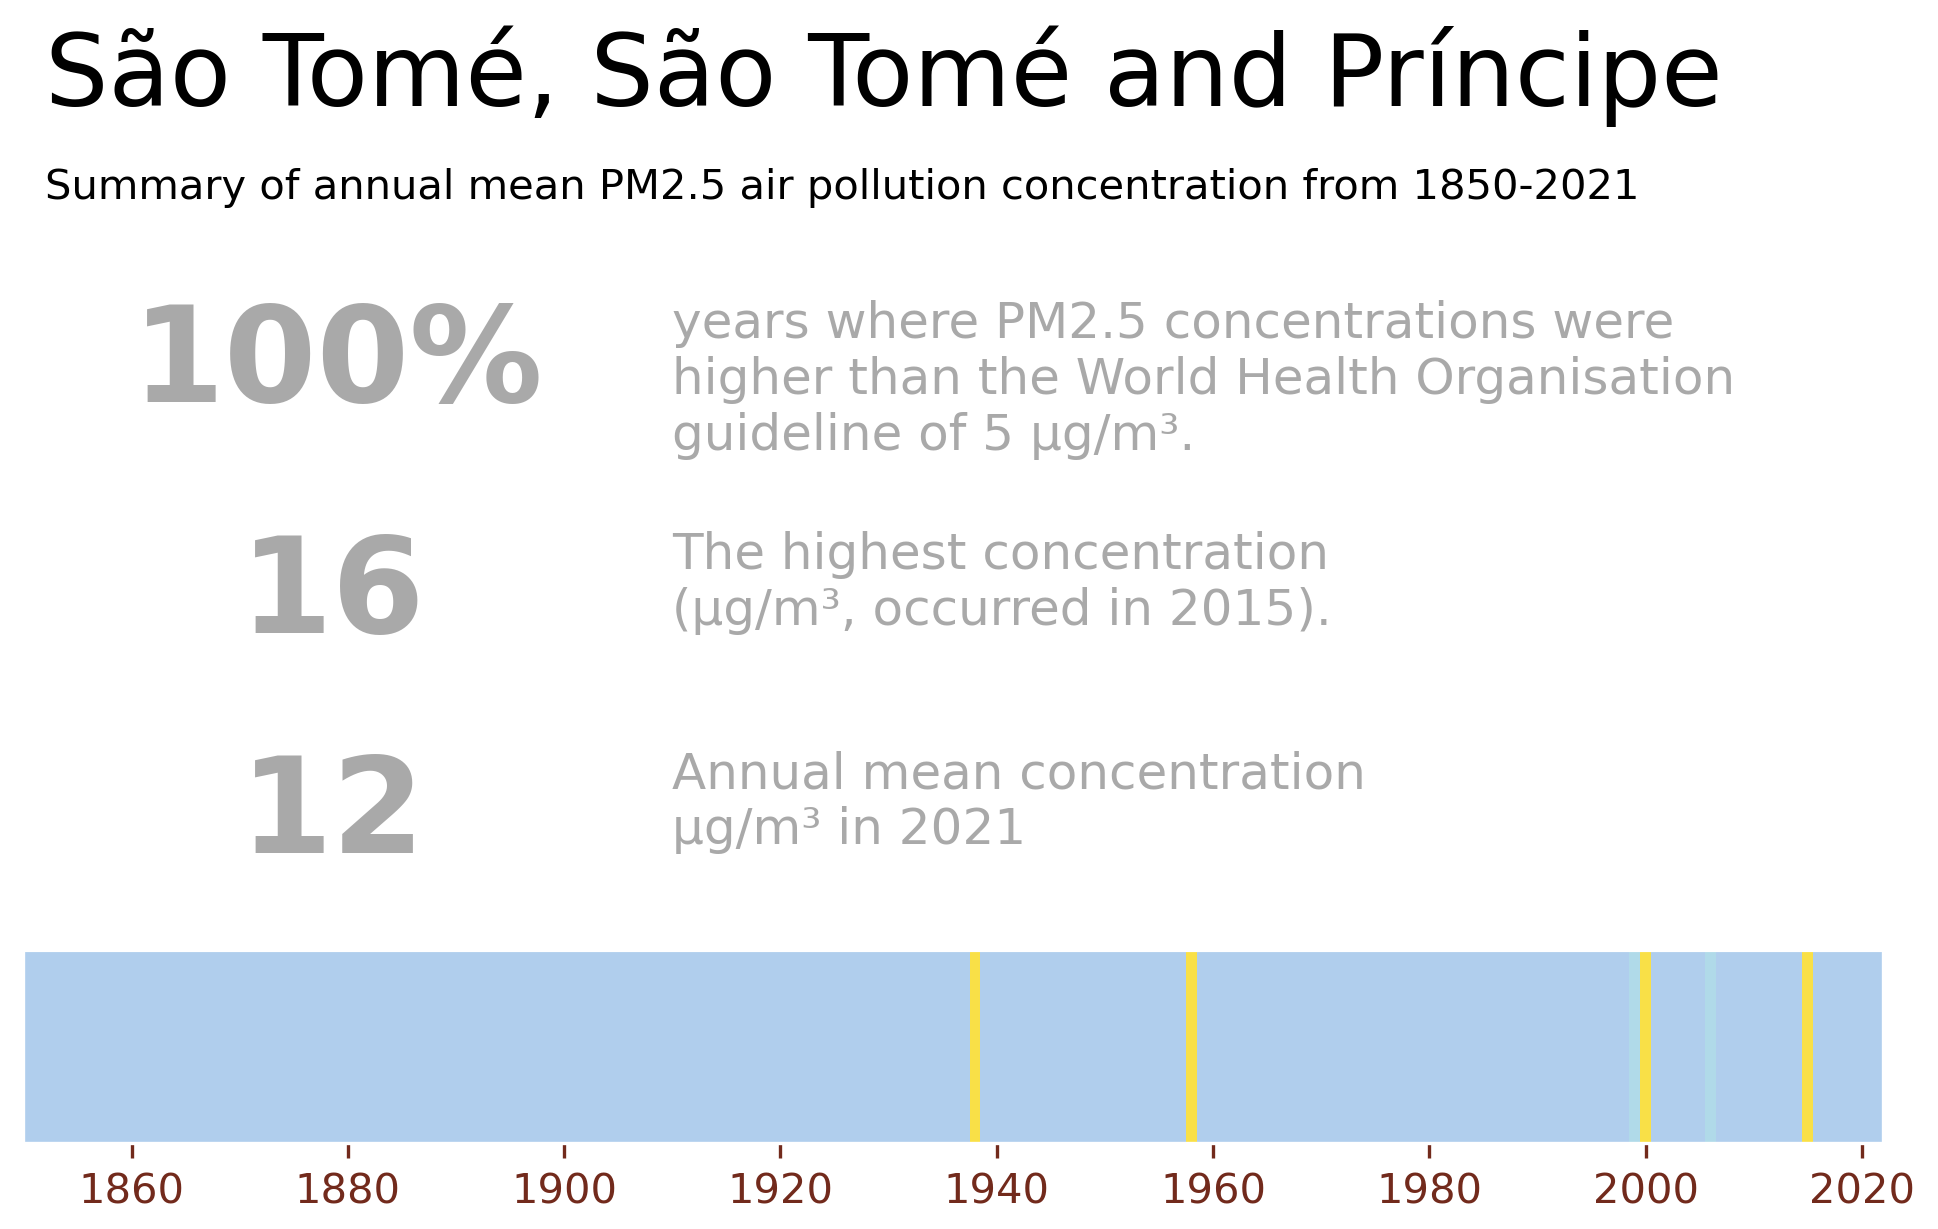 São Tomé, São Tomé and Príncipe
Summary of annual mean PM2.5 air pollution concentration from 1850-2021
100%
years where PM2.5 concentrations were
higher than the World Health Organisation
guideline of 5 µg/m³.
16
The highest concentration
(µg/m³, occurred in 2015).
12
Annual mean concentration
µg/m³ in 2021
1860 1880 1900 1920 1940 1960 1980 2000 2020